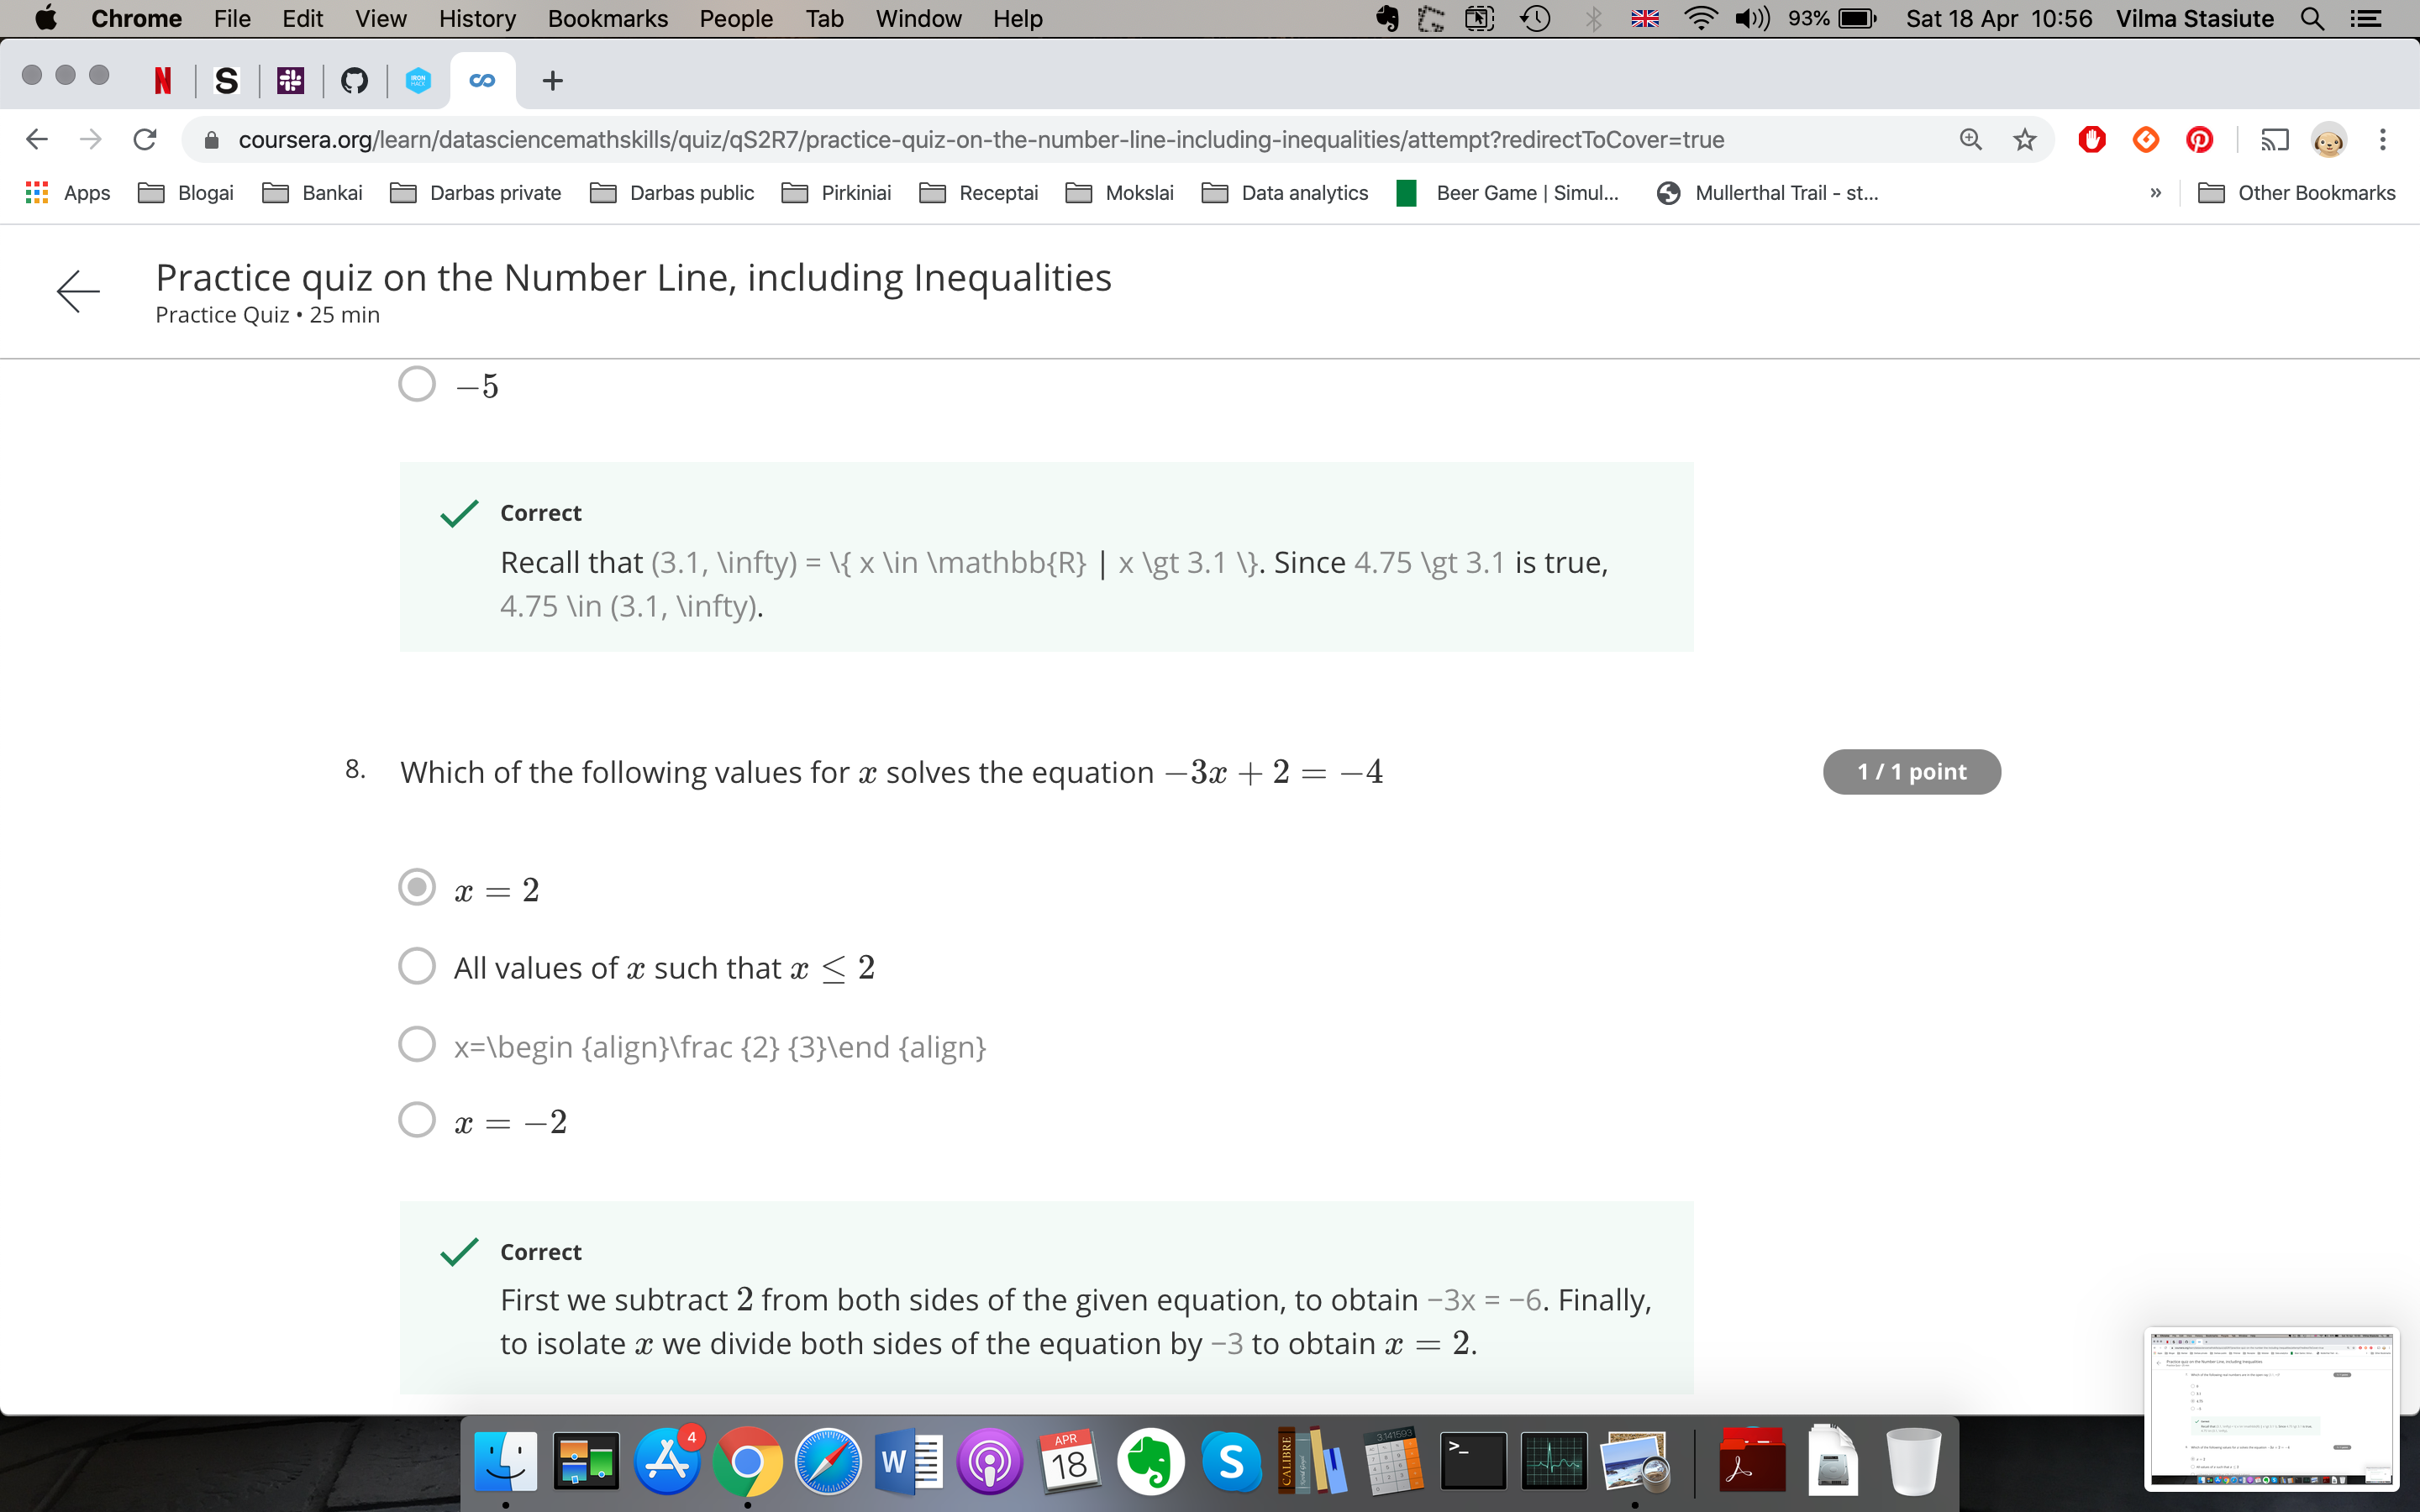 Chrome File Edit View History Bookmarks People Tab Window Help 93% Sat 18 Apr 10:56 Vilma Stasiute
N S IRON HACK
coursera.org/learn/datasciencemathskills/quiz/qS2R7/practice-quiz-on-the-number-line-including-inequalities/attempt?redirectToCover=true
Apps Blogai Bankai Darbas private Darbas public Pirkiniai Receptai Mokslai Data analytics Beer Game | Simul... Mullerthal Trail - st... » Other Bookmarks
Practice quiz on the Number Line, including Inequalities
Practice Quiz • 25 min
−5
Correct
Recall that (3.1, \infty) = \{ x \in \mathbb{R} | x \gt 3.1 \}. Since 4.75 \gt 3.1 is true,
4.75 \in (3.1, \infty).
8. Which of the following values for x solves the equation −3x + 2 = −4
1 / 1 point
x = 2
All values of x such that x ≤ 2
x=\begin {align}\frac {2} {3}\end {align}
x = −2
Correct
First we subtract 2 from both sides of the given equation, to obtain −3x = −6. Finally,
to isolate x we divide both sides of the equation by −3 to obtain x = 2.
4 W APR 18 S CALIBRE 3.141593 >_